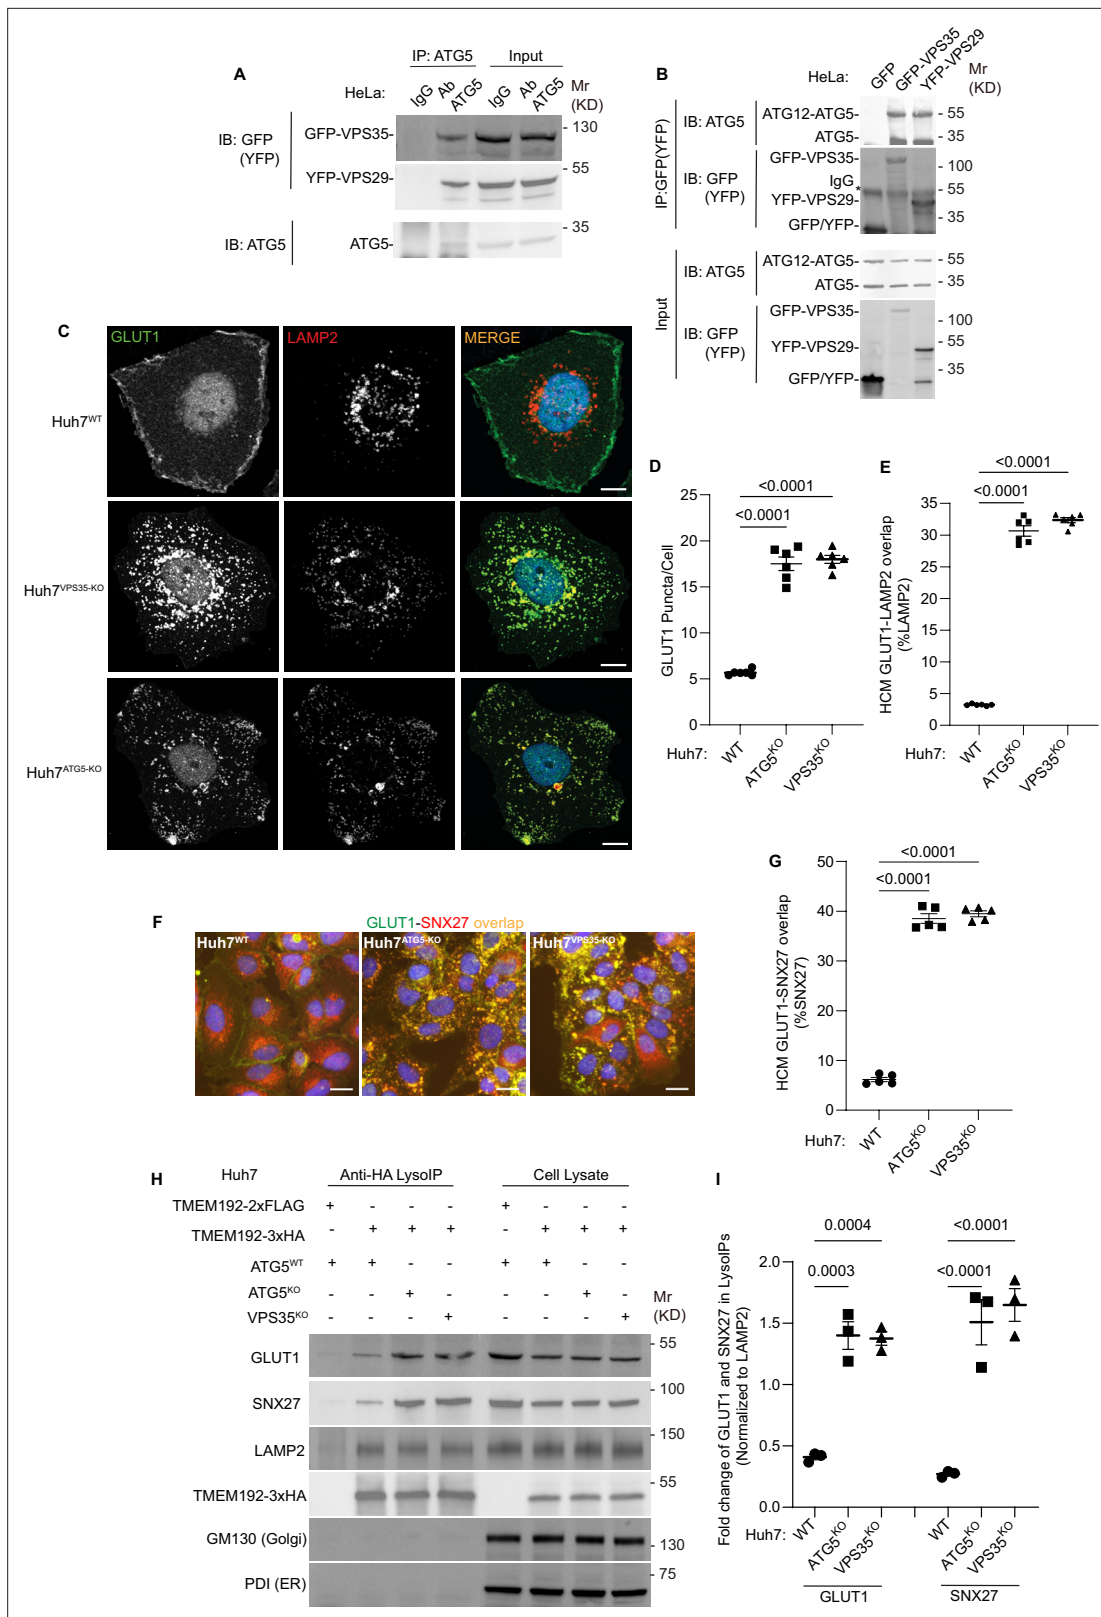 A
IP: ATG5
Input
HeLa:
IgG
Ab
ATG5
IgG
Ab
ATG5
Mr
(KD)
IB: GFP
(YFP)
GFP-VPS35-
- 130
YFP-VPS29-
- 55
IB: ATG5
ATG5-
- 35
B
HeLa:
GFP
GFP-VPS35
YFP-VPS29
Mr
(KD)
IP:GFP(YFP)
IB: ATG5
ATG12-ATG5-
- 55
ATG5-
- 35
IB: GFP
(YFP)
GFP-VPS35-
- 100
IgG
*
- 55
YFP-VPS29-
- 35
GFP/YFP-
Input
IB: ATG5
ATG12-ATG5-
- 55
ATG5-
- 35
IB: GFP
(YFP)
GFP-VPS35-
- 100
YFP-VPS29-
- 55
- 35
GFP/YFP-
C
GLUT1
LAMP2
MERGE
Huh7WT
Huh7VPS35-KO
Huh7ATG5-KO
D
<0.0001
<0.0001
GLUT1 Puncta/Cell
25
20
15
10
5
0
Huh7:
WT
ATG5KO
VPS35KO
E
<0.0001
<0.0001
HCM GLUT1-LAMP2 overlap
(%LAMP2)
35
30
25
20
15
10
5
0
Huh7:
WT
ATG5KO
VPS35KO
F
GLUT1-SNX27 overlap
Huh7WT
Huh7ATG5-KO
Huh7VPS35-KO
G
<0.0001
<0.0001
HCM GLUT1-SNX27 overlap
(%SNX27)
50
40
30
20
10
0
Huh7:
WT
ATG5KO
VPS35KO
H
Huh7
Anti-HA LysoIP
Cell Lysate
TMEM192-2xFLAG + - - - + - - -
TMEM192-3xHA - + + + - + + +
ATG5WT + + - - + + - -
ATG5KO - - + - - - + -
VPS35KO - - - + - - - +
Mr
(KD)
GLUT1
- 55
SNX27
- 100
LAMP2
- 150
TMEM192-3xHA
- 55
GM130 (Golgi)
- 130
PDI (ER)
- 75
I
0.0004
0.0003
<0.0001
<0.0001
Fold change of GLUT1 and SNX27 in LysoIPs
(Normalized to LAMP2)
2.0
1.5
1.0
0.5
0.0
Huh7:
WT
ATG5KO
VPS35KO
WT
ATG5KO
VPS35KO
GLUT1
SNX27